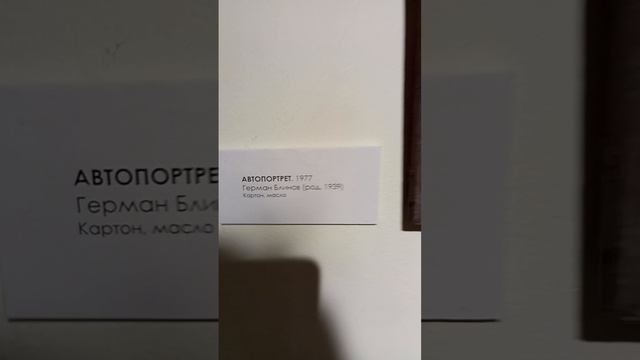 АВТОПОРТРЕТ. 1977
Герман Блинов (род. 1939)
Картон, масло